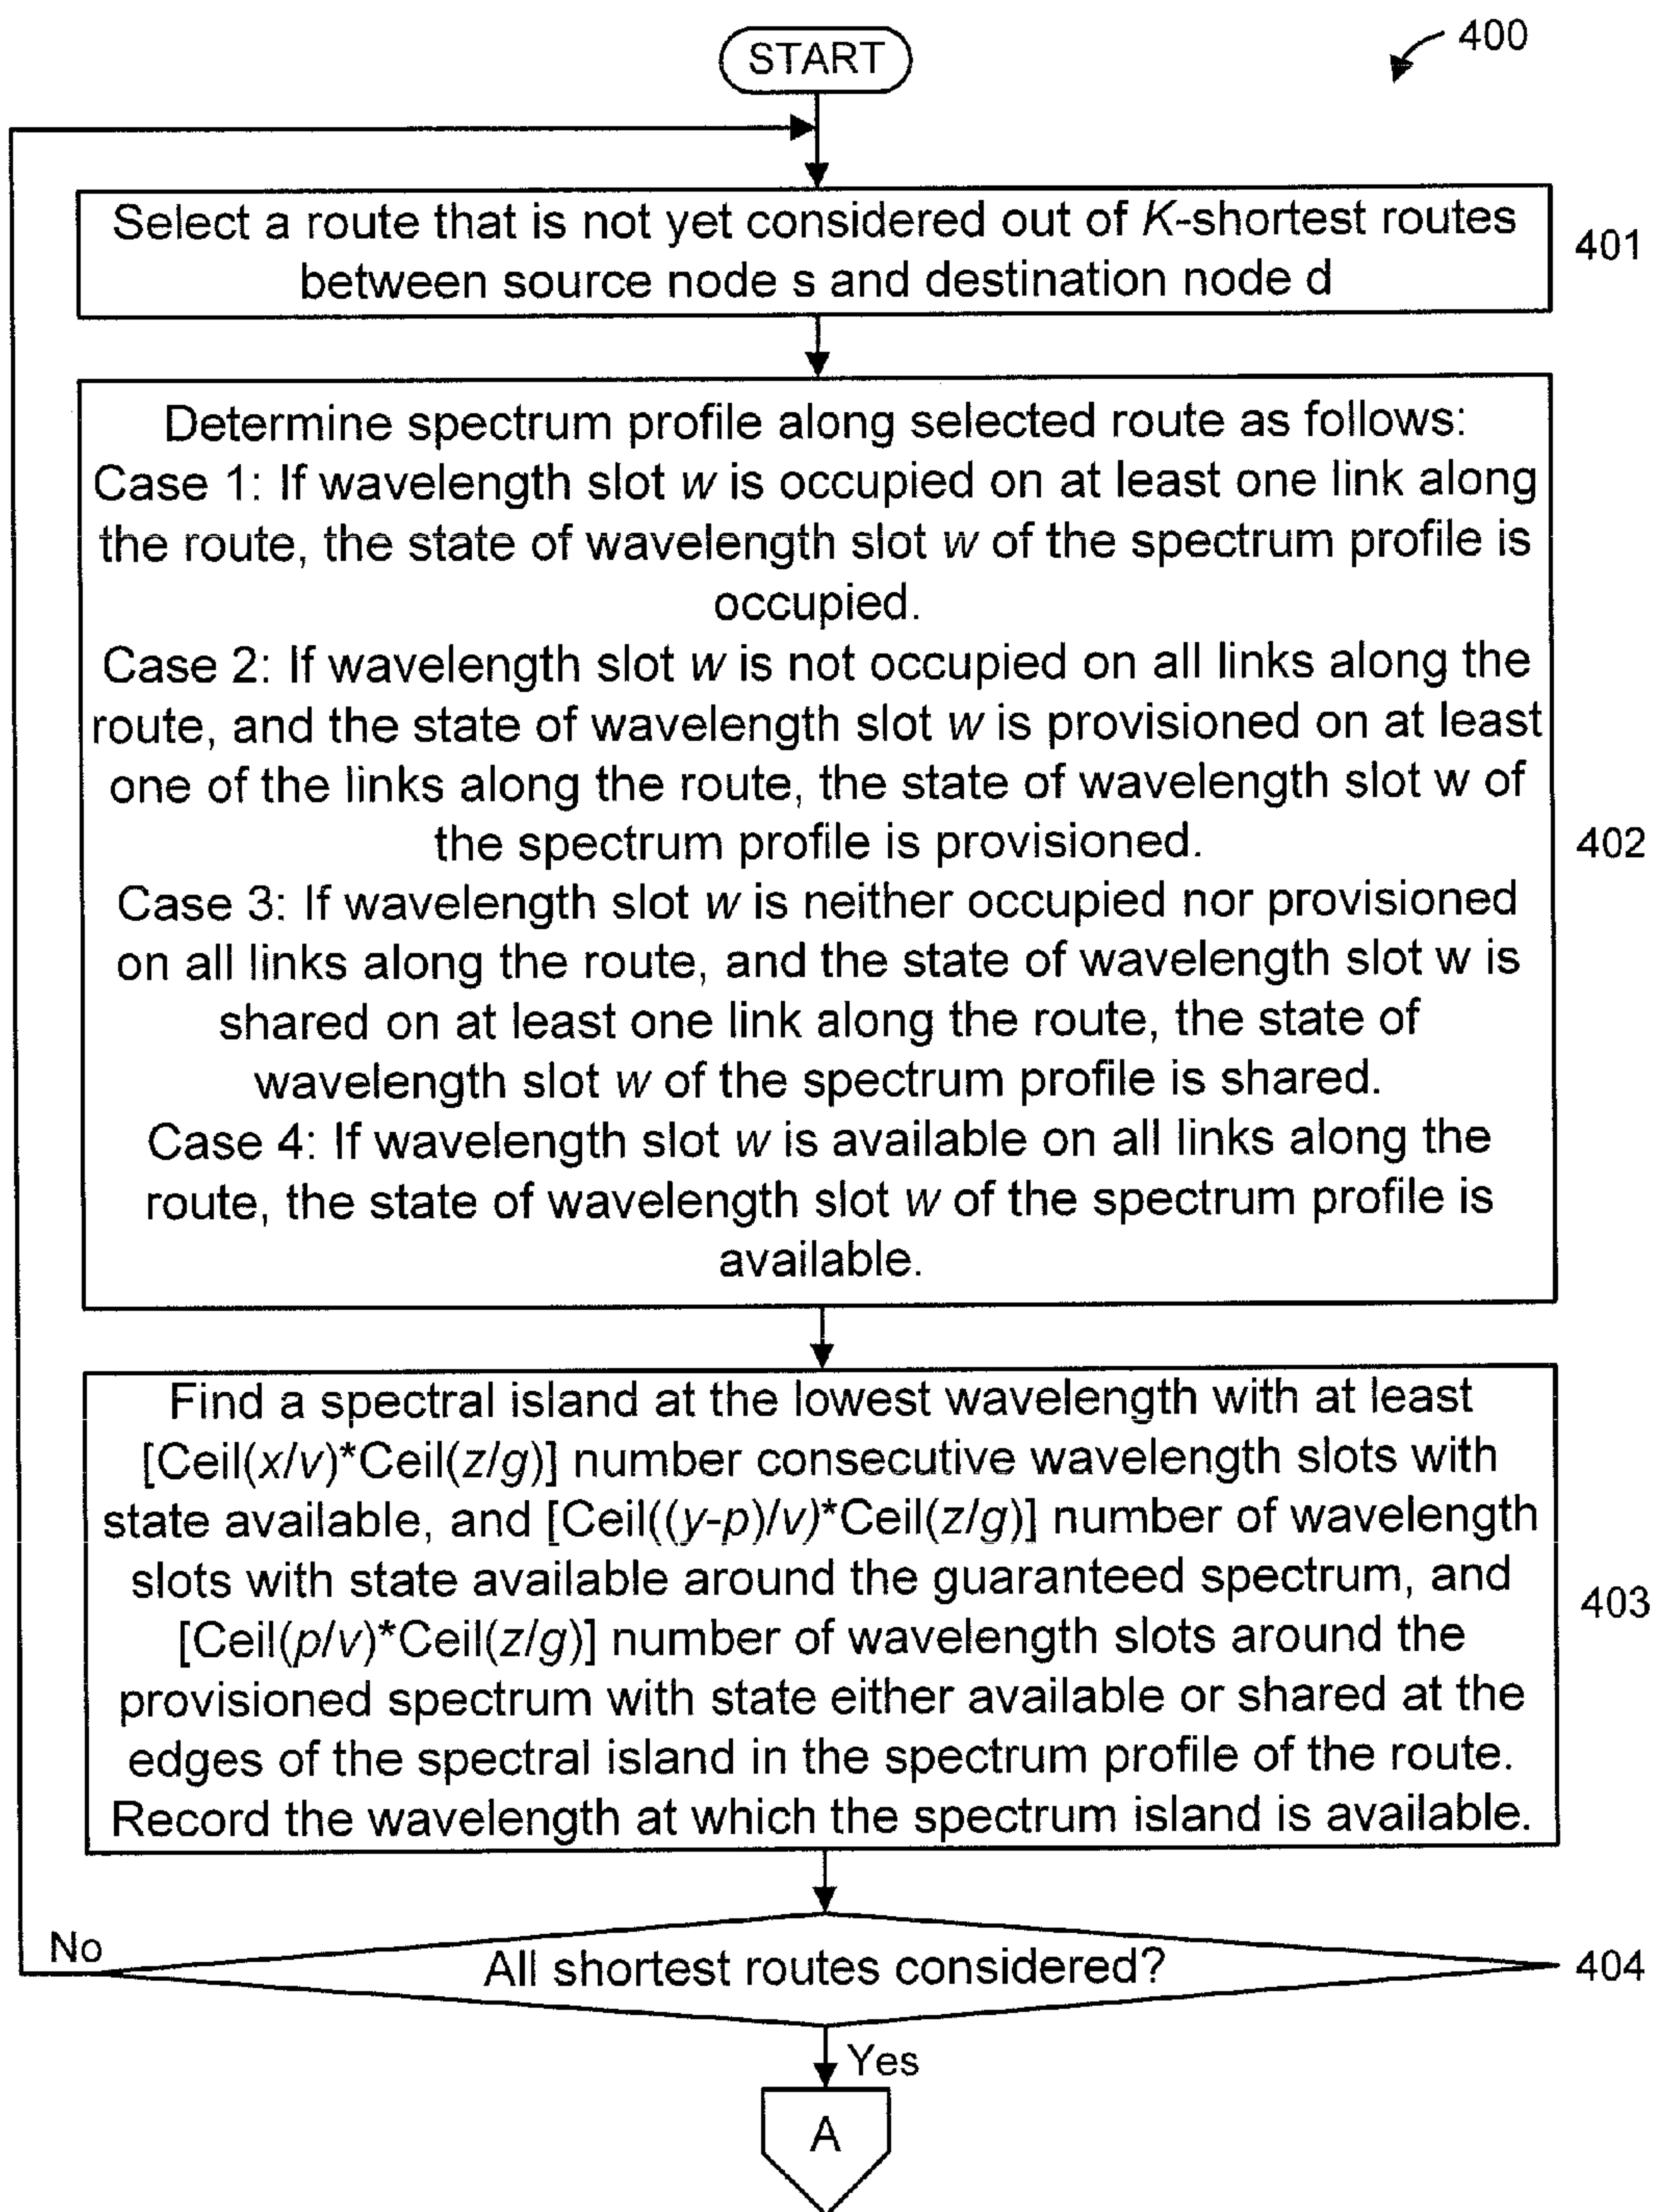 START
400
Select a route that is not yet considered out of K-shortest routes
between source node s and destination node d
401
Determine spectrum profile along selected route as follows:
Case 1: If wavelength slot w is occupied on at least one link along
the route, the state of wavelength slot w of the spectrum profile is
occupied.
Case 2: If wavelength slot w is not occupied on all links along the
route, and the state of wavelength slot w is provisioned on at least
one of the links along the route, the state of wavelength slot w of
the spectrum profile is provisioned.
402
Case 3: If wavelength slot w is neither occupied nor provisioned
on all links along the route, and the state of wavelength slot w is
shared on at least one link along the route, the state of
wavelength slot w of the spectrum profile is shared.
Case 4: If wavelength slot w is available on all links along the
route, the state of wavelength slot w of the spectrum profile is
available.
Find a spectral island at the lowest wavelength with at least
[Ceil(x/v)*Ceil(z/g)] number consecutive wavelength slots with
state available, and [Ceil((y-p)/v)*Ceil(z/g)] number of wavelength
slots with state available around the guaranteed spectrum, and
[Ceil(p/v)*Ceil(z/g)] number of wavelength slots around the
provisioned spectrum with state either available or shared at the
edges of the spectral island in the spectrum profile of the route.
Record the wavelength at which the spectrum island is available.
403
No
All shortest routes considered?
404
Yes
A